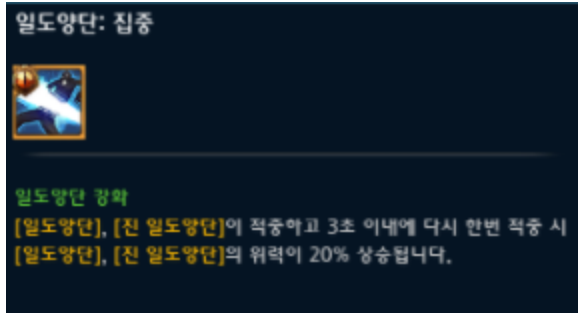 일도양단: 집중
일도양단 강화
[일도양단], [진 일도양단]이 적중하고 3초 이내에 다시 한번 적중 시
[일도양단], [진 일도양단]의 위력이 20% 상승됩니다.